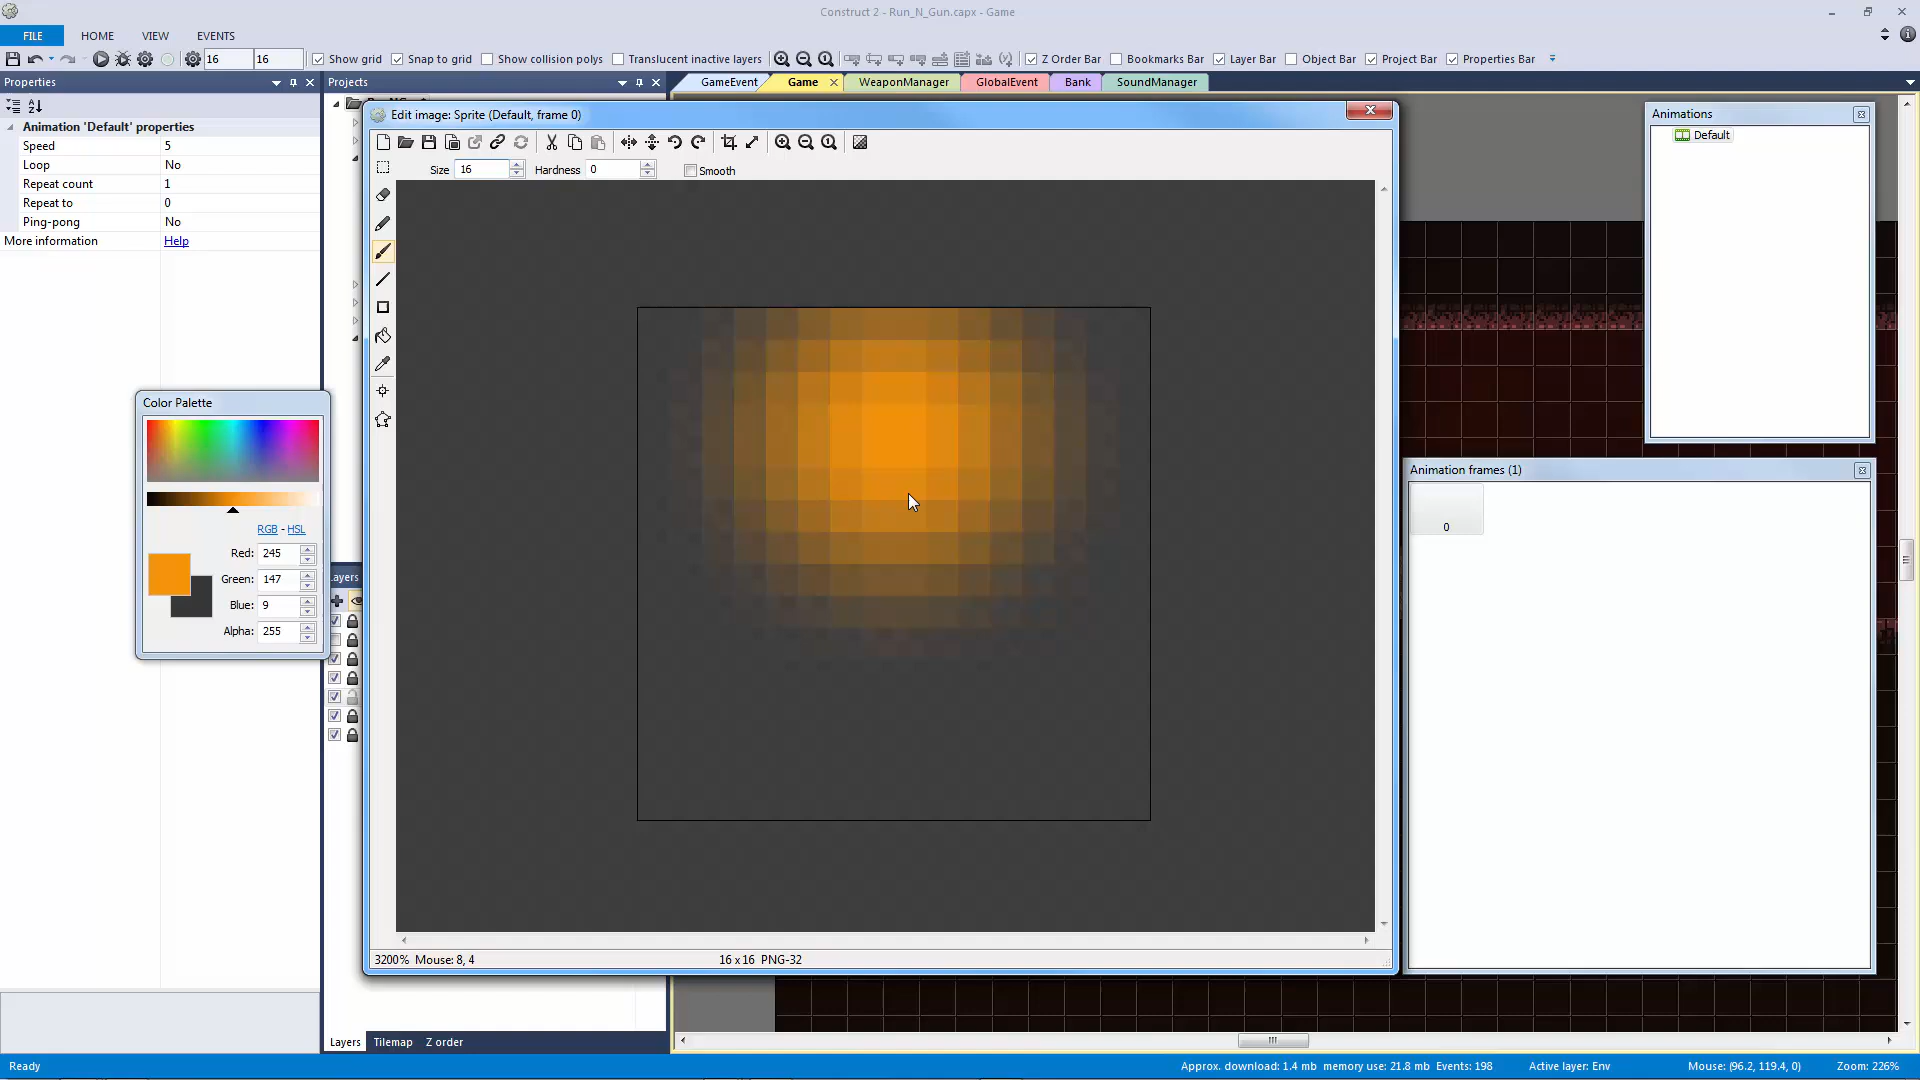 Construct 2 - Run_N_Gun.capx - Game
FILE HOME VIEW EVENTS
16 16 Show grid Snap to grid Show collision polys Translucent inactive layers Z Order Bar Bookmarks Bar Layer Bar Object Bar Project Bar Properties Bar
Properties
Projects
GameEvent Game WeaponManager GlobalEvent Bank SoundManager
Animation 'Default' properties
Speed 5
Loop No
Repeat count 1
Repeat to 0
Ping-pong No
More information Help
Edit image: Sprite (Default, frame 0)
Size 16 Hardness 0 Smooth
Animations
Default
Color Palette
RGB - HSL
Red: 245
Green: 147
Blue: 9
Alpha: 255
Layers
Animation frames (1)
0
3200% Mouse: 8, 4 16 x 16 PNG-32
Layers Tilemap Z order
Ready Approx. download: 1.4 mb memory use: 21.8 mb Events: 198 Active layer: Env Mouse: (96.2, 119.4, 0) Zoom: 226%